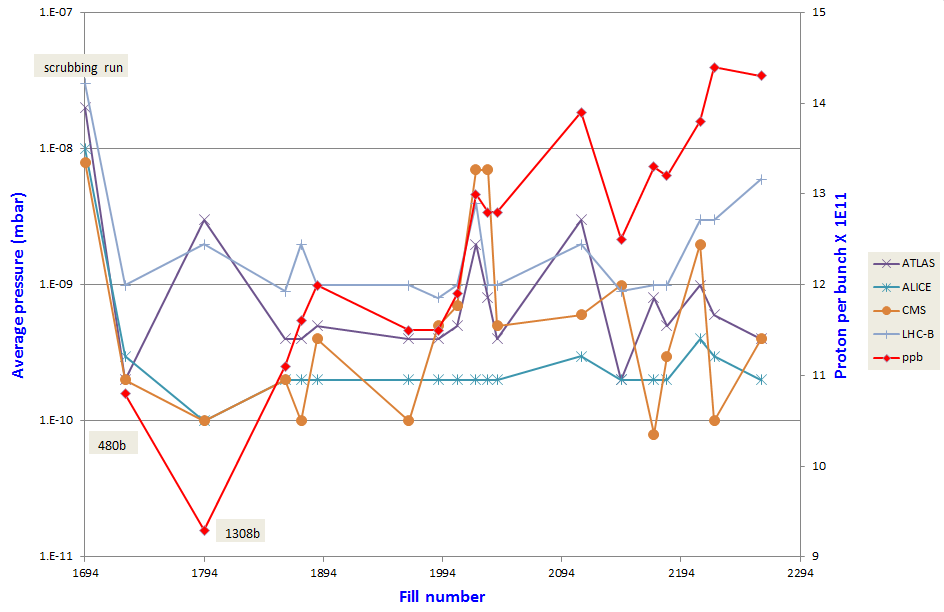 1.E-07
15
scrubbing run
14
1.E-08
13
Average pressure (mbar)
Proton per bunch X 1E11
ATLAS
ALICE
CMS
LHC-B
ppb
1.E-09
12
11
1.E-10
480b
10
1308b
1.E-11
9
1694 1794 1894 1994 2094 2194 2294
Fill number